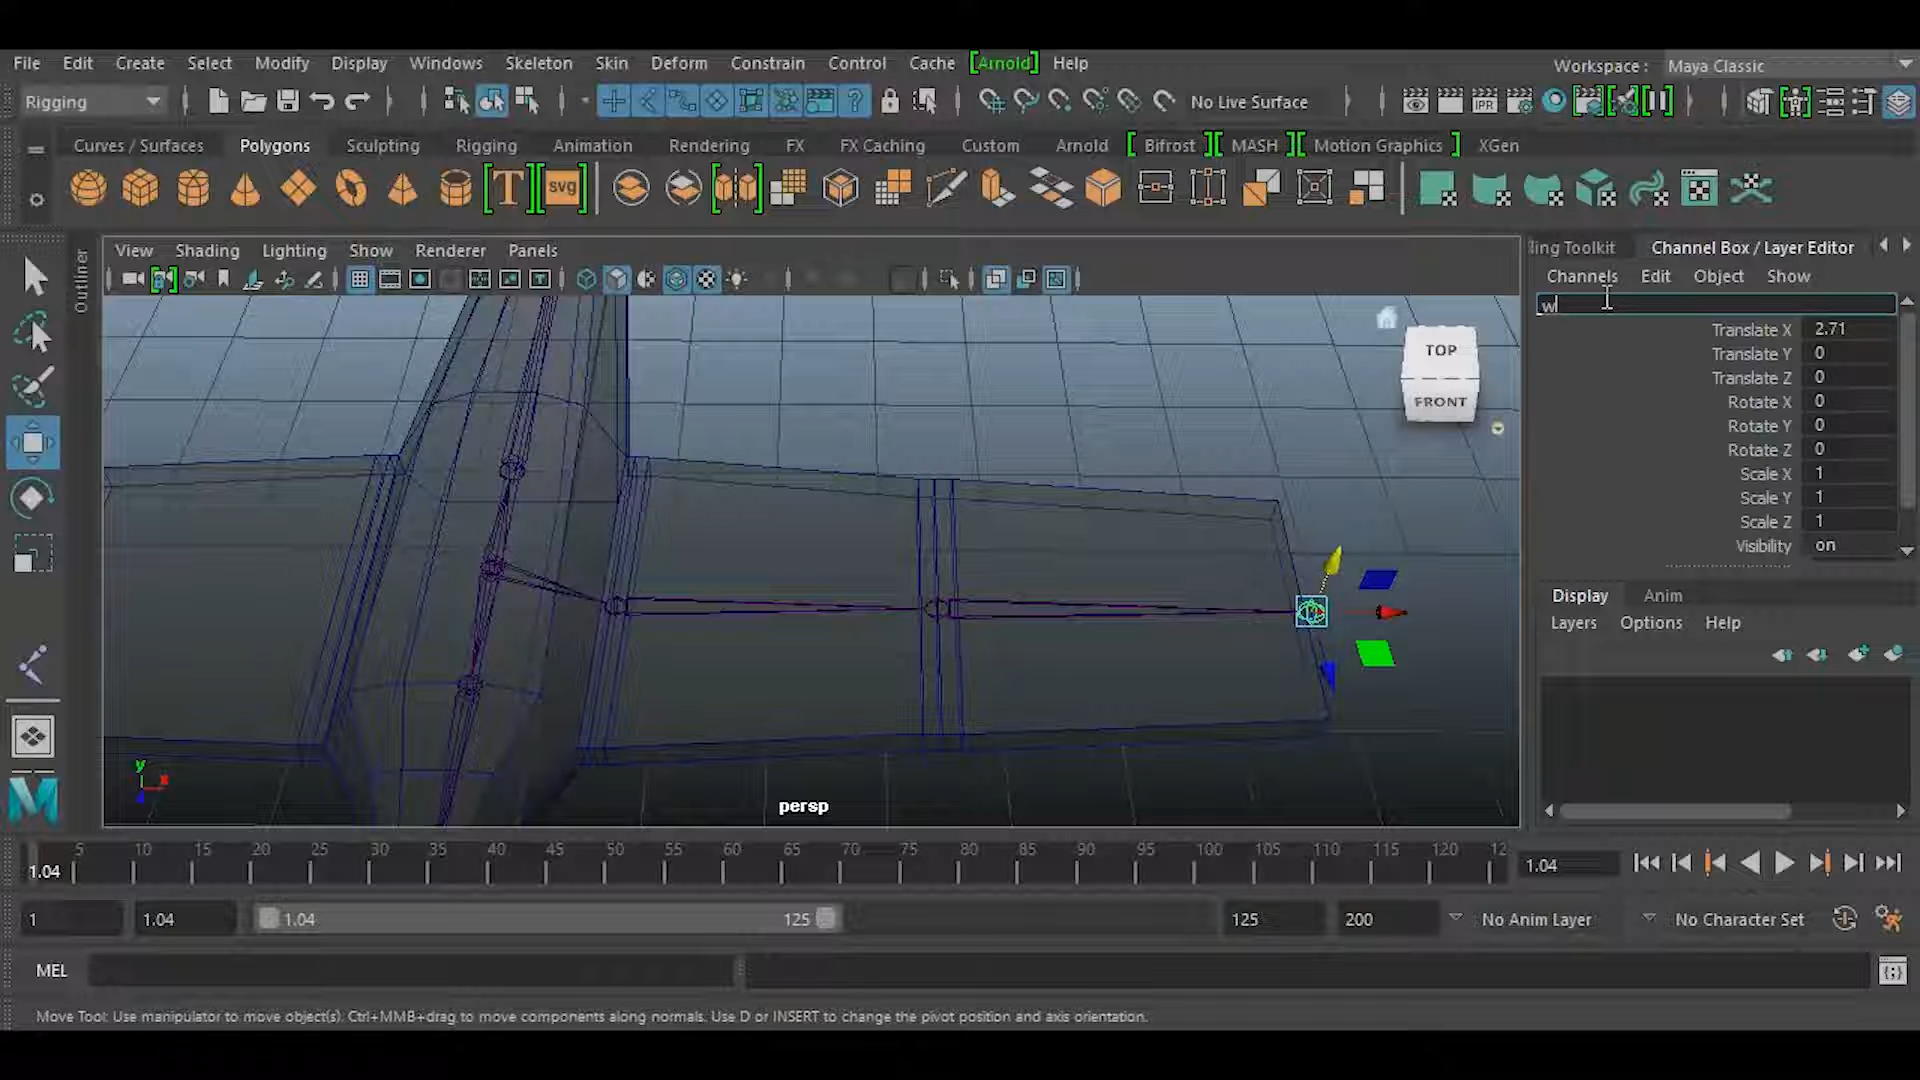 File Edit Create Select Modify Display Windows Skeleton Skin Deform Constrain Control Cache [Arnold] Help
Workspace : Maya Classic
Rigging
No Live Surface
IPR
Curves / Surfaces Polygons Sculpting Rigging Animation Rendering FX FX Caching Custom Arnold [ Bifrost ][ MASH ][ Motion Graphics ] XGen
T svg
Outliner
View Shading Lighting Show Renderer Panels
ling Toolkit Channel Box / Layer Editor
Channels Edit Object Show
_w
Translate X 2.71
Translate Y 0
Translate Z 0
Rotate X 0
Rotate Y 0
Rotate Z 0
Scale X 1
Scale Y 1
Scale Z 1
Visibility on
TOP
FRONT
Display Anim
Layers Options Help
y
x
z
persp
5 10 15 20 25 30 35 40 45 50 55 60 65 70 75 80 85 90 95 100 105 110 115 120 12
1.04
1.04
1 1.04 1.04 125 125 200 No Anim Layer No Character Set
MEL
Move Tool: Use manipulator to move object(s). Ctrl+MMB+drag to move components along normals. Use D or INSERT to change the pivot position and axis orientation.